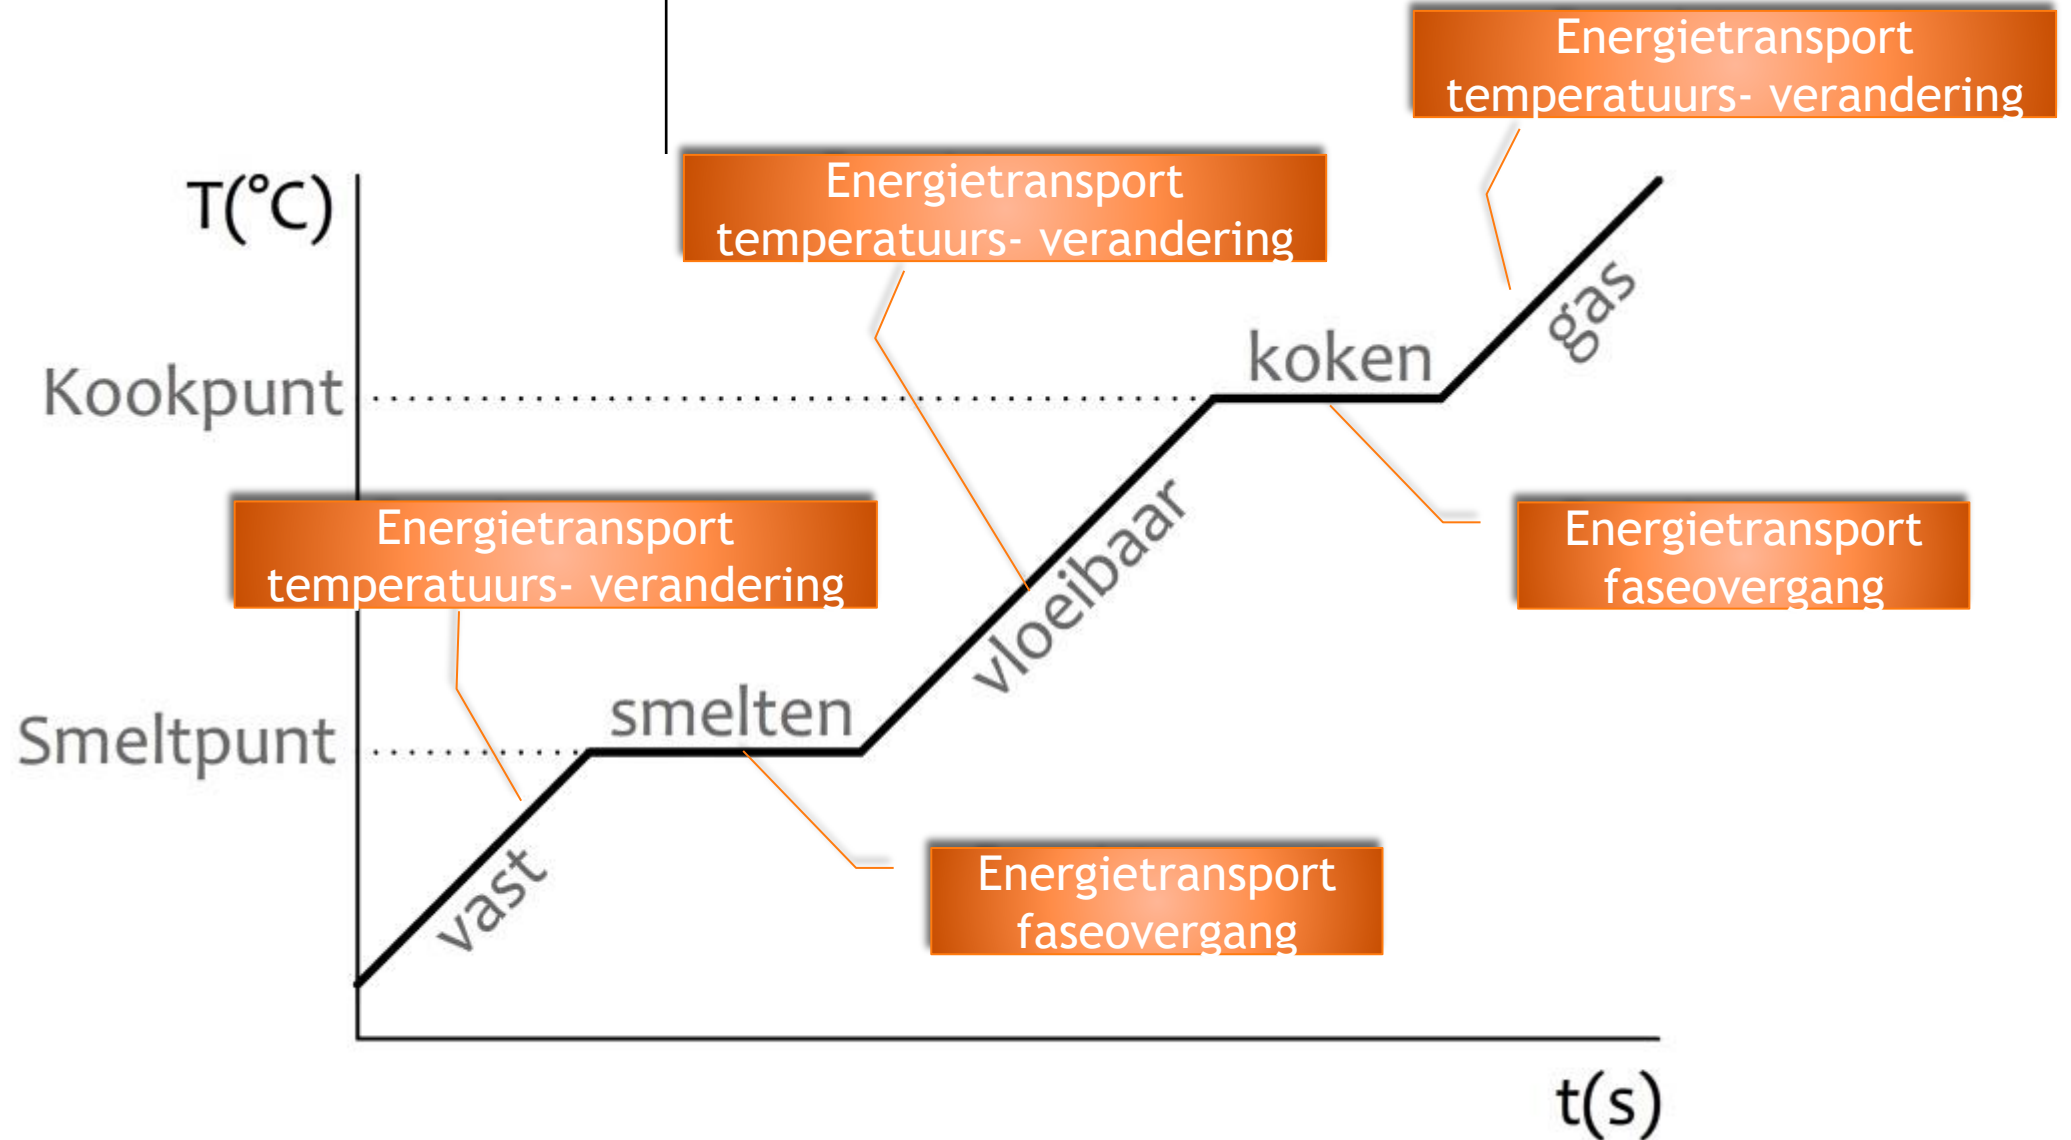 Energietransport
temperatuurs- verandering
Energietransport
temperatuurs- verandering
T(°C)
gas
koken
Kookpunt
Energietransport
temperatuurs- verandering
Energietransport
faseovergang
vloeibaar
smelten
Smeltpunt
vast
Energietransport
faseovergang
t(s)